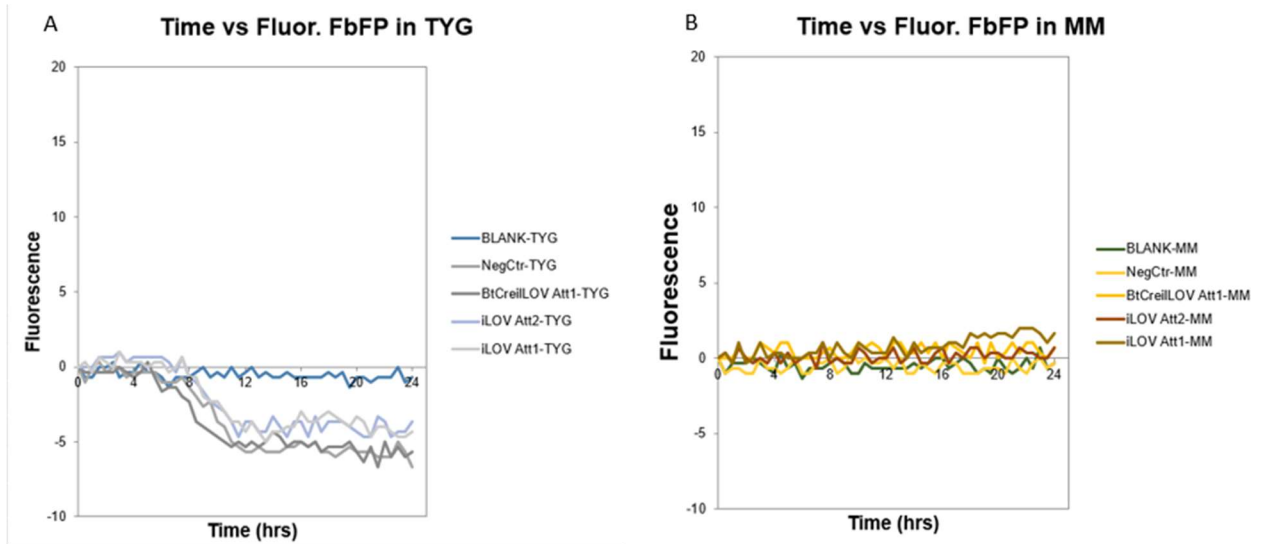 A
Time vs Fluor. FbFP in TYG
20
15
10
5
0
-5
-10
0
4
8
12
16
20
24
Fluorescence
Time (hrs)
BLANK-TYG
NegCtr-TYG
BtCreilLOV Att1-TYG
iLOV Att2-TYG
iLOV Att1-TYG
B
Time vs Fluor. FbFP in MM
20
15
10
5
0
-5
-10
0
4
8
12
16
20
24
Fluorescence
Time (hrs)
BLANK-MM
NegCtr-MM
BtCreilLOV Att1-MM
iLOV Att2-MM
iLOV Att1-MM